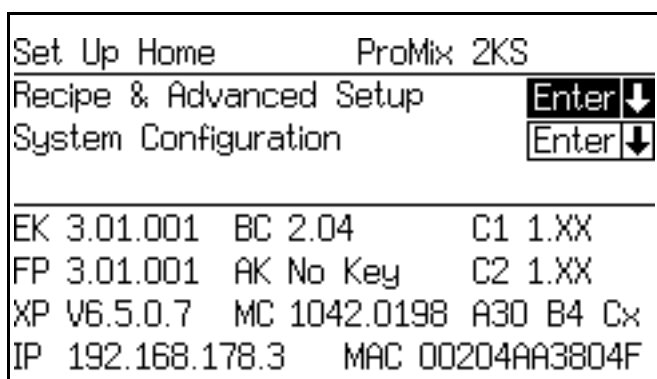 Set Up Home ProMix 2KS
Recipe & Advanced Setup Enter
System Configuration Enter
EK 3.01.001 BC 2.04 C1 1.XX
FP 3.01.001 AK No Key C2 1.XX
XP V6.5.0.7 MC 1042.0198 A30 B4 Cx
IP 192.168.178.3 MAC 00204AA3804F